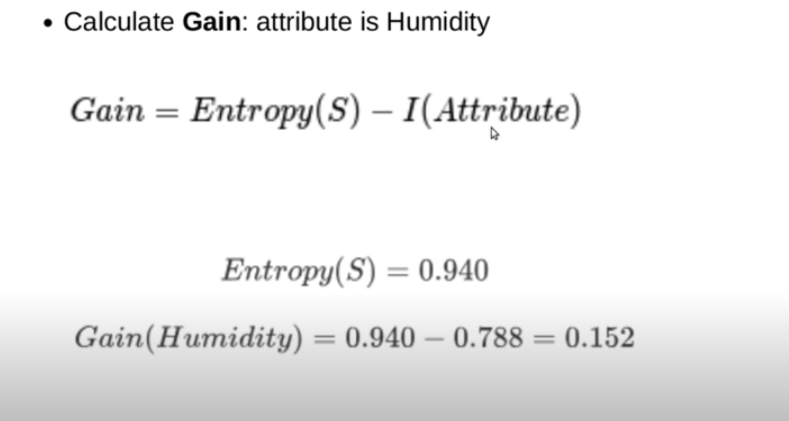 • Calculate Gain: attribute is Humidity
Gain = Entropy(S) − I(Attribute)
Entropy(S) = 0.940
Gain(Humidity) = 0.940 − 0.788 = 0.152